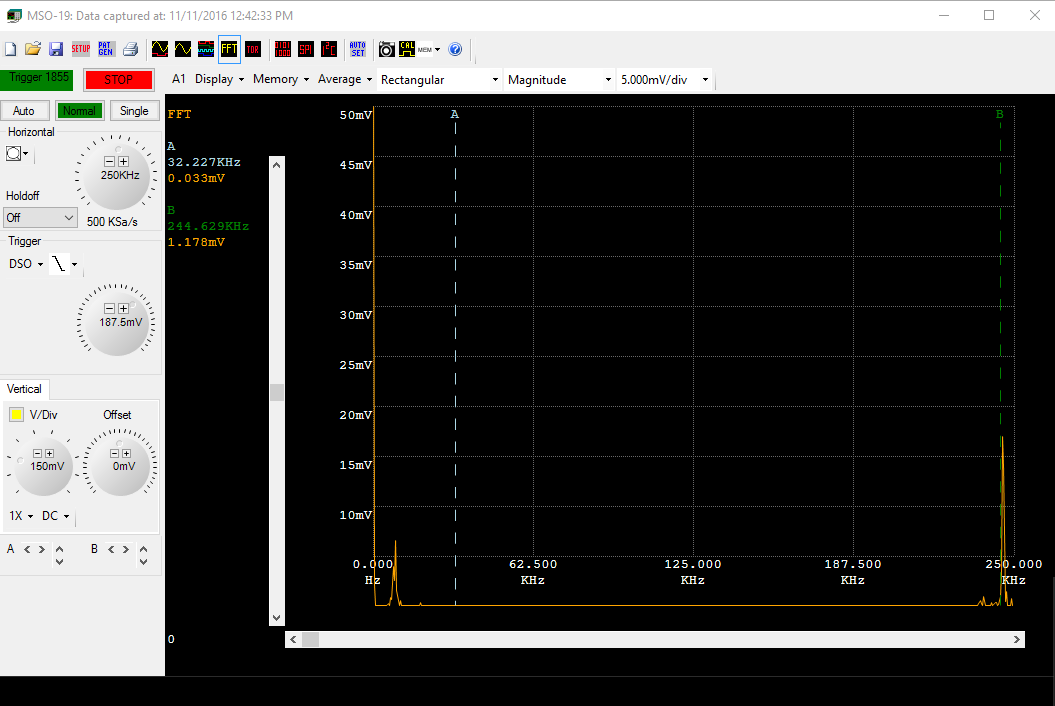 MSO-19: Data captured at: 11/11/2016 12:42:33 PM
SETUP PAT GEN FFT TOR 0101 1000 SPI I²C AUTO SET CAL MEM ?
Trigger 1855 STOP A1 Display Memory Average Rectangular Magnitude 5.000mV/div
Auto Normal Single
Horizontal
250KHz
Holdoff
Off
500 KSa/s
Trigger
DSO
187.5mV
Vertical
V/Div Offset
150mV 0mV
1X DC
A B
FFT
A
32.227KHz
0.033mV
B
244.629KHz
1.178mV
0
A B
50mV
45mV
40mV
35mV
30mV
25mV
20mV
15mV
10mV
0.000 62.500 125.000 187.500 250.000
Hz KHz KHz KHz KHz